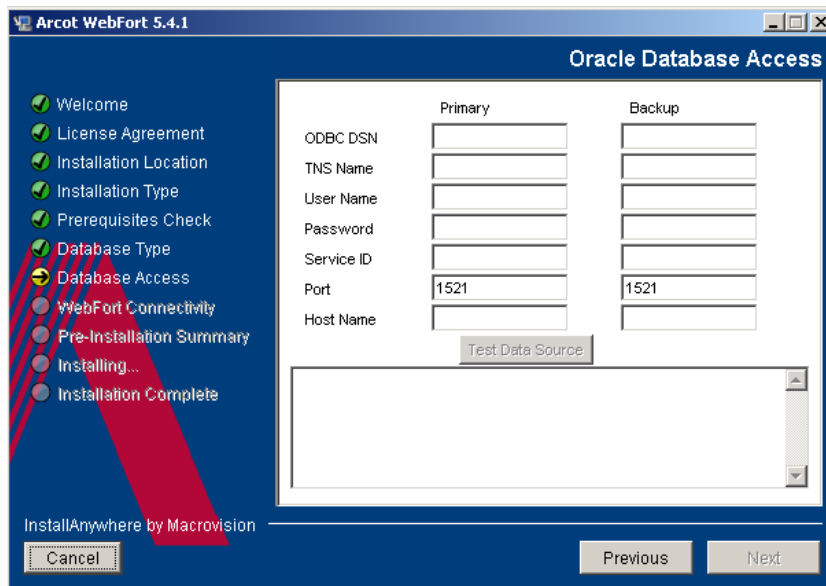 Arcot WebFort 5.4.1
Oracle Database Access
Welcome
License Agreement
Installation Location
Installation Type
Prerequisites Check
Database Type
Database Access
WebFort Connectivity
Pre-Installation Summary
Installing...
Installation Complete
Primary Backup
ODBC DSN
TNS Name
User Name
Password
Service ID
Port 1521 1521
Host Name
Test Data Source
InstallAnywhere by Macrovision
Cancel Previous Next